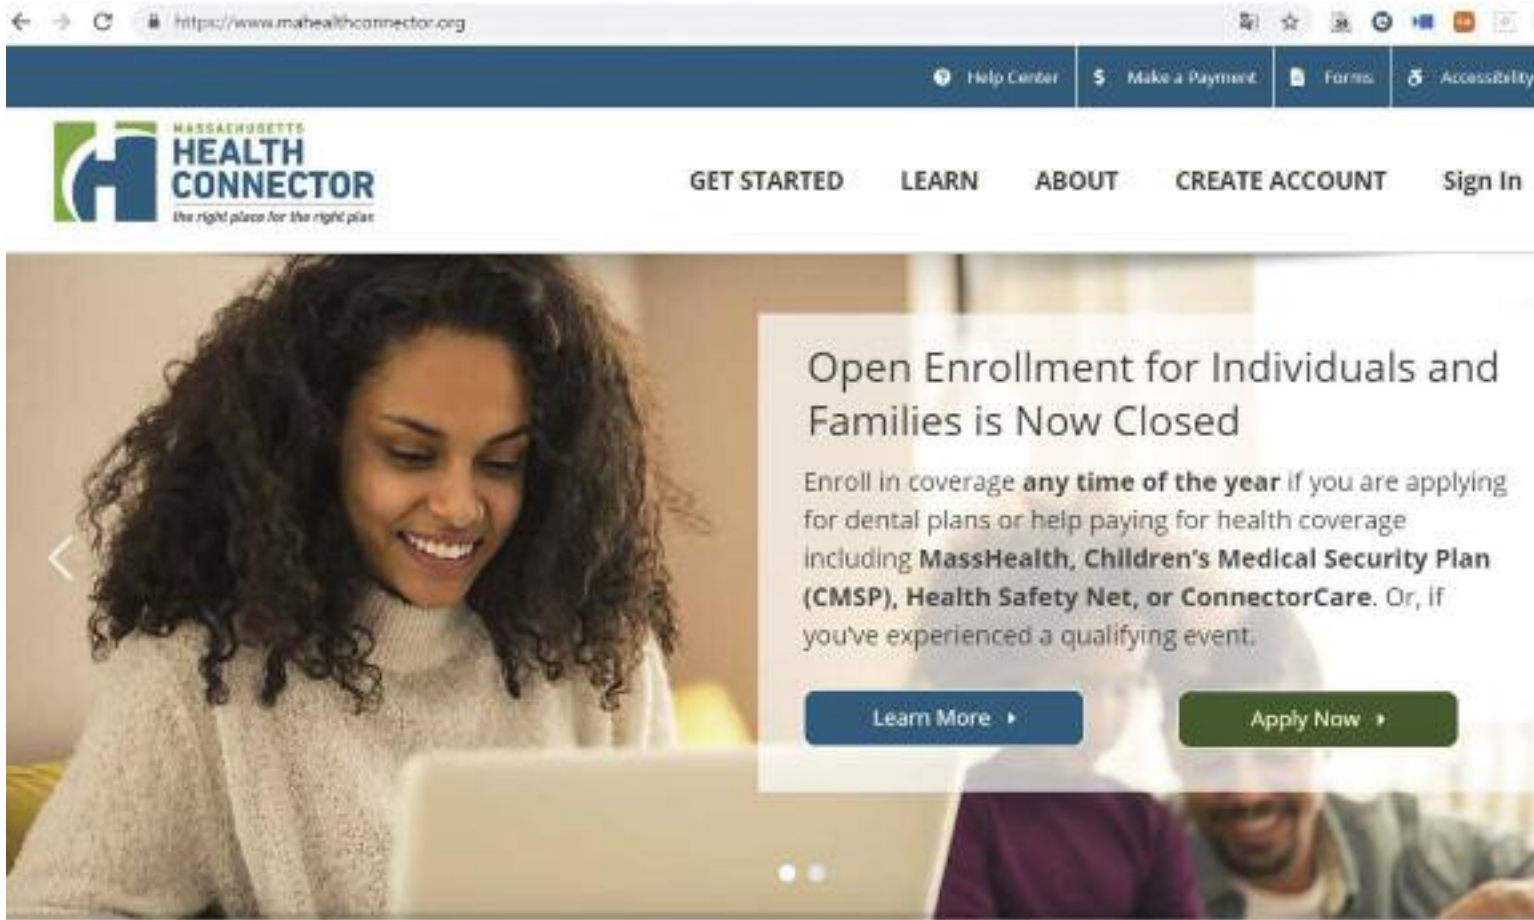 https://www.mahealthconnector.org
Help Center
$ Make a Payment
Forms
Accessibility
MASSACHUSETTS
HEALTH
CONNECTOR
the right place for the right plan
GET STARTED
LEARN
ABOUT
CREATE ACCOUNT
Sign In
Open Enrollment for Individuals and
Families is Now Closed
Enroll in coverage any time of the year if you are applying
for dental plans or help paying for health coverage
including MassHealth, Children's Medical Security Plan
(CMSP), Health Safety Net, or ConnectorCare. Or, if
you've experienced a qualifying event.
Learn More
Apply Now